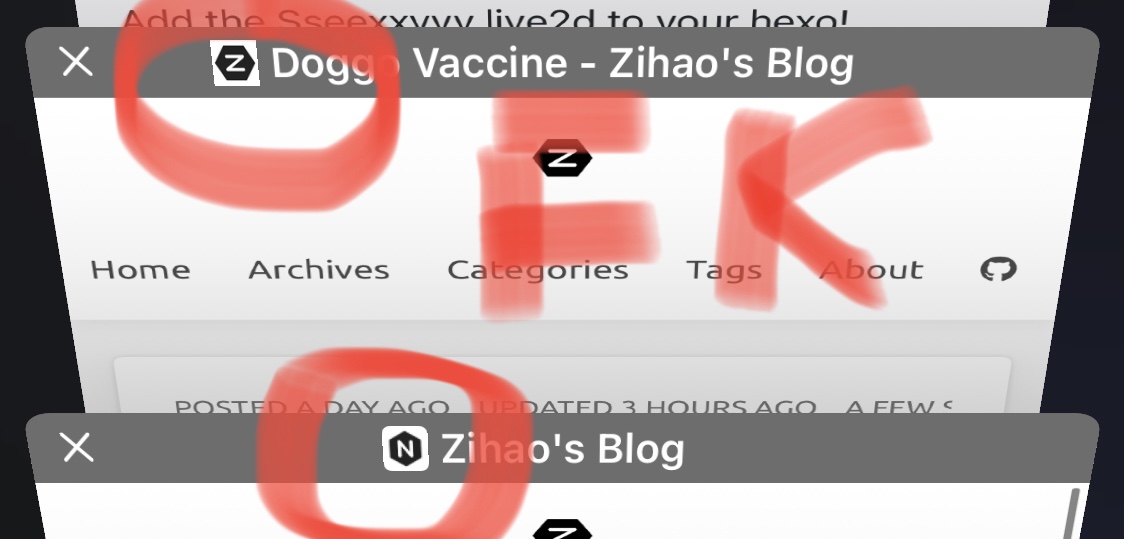 Add the Sseexxyyy live2d to your hexo!
Doggo Vaccine - Zihao's Blog
O F K
Home Archives Categories Tags About
POSTED A DAY AGO UPDATED 3 HOURS AGO A FEW S
O
Zihao's Blog